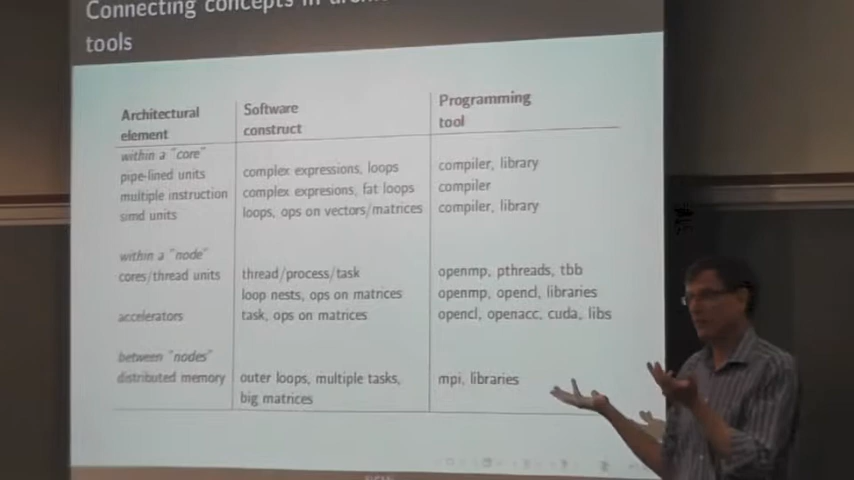 Connecting concepts in
tools
Architectural element | Software construct | Programming tool
within a "core"
pipe-lined units | complex expressions, loops | compiler, library
multiple instruction | complex expresions, fat loops | compiler
simd units | loops, ops on vectors/matrices | compiler, library
within a "node"
cores/thread units | thread/process/task | openmp, pthreads, tbb
loop nests, ops on matrices | openmp, opencl, libraries
accelerators | task, ops on matrices | opencl, openacc, cuda, libs
between "nodes"
distributed memory | outer loops, multiple tasks, big matrices | mpi, libraries